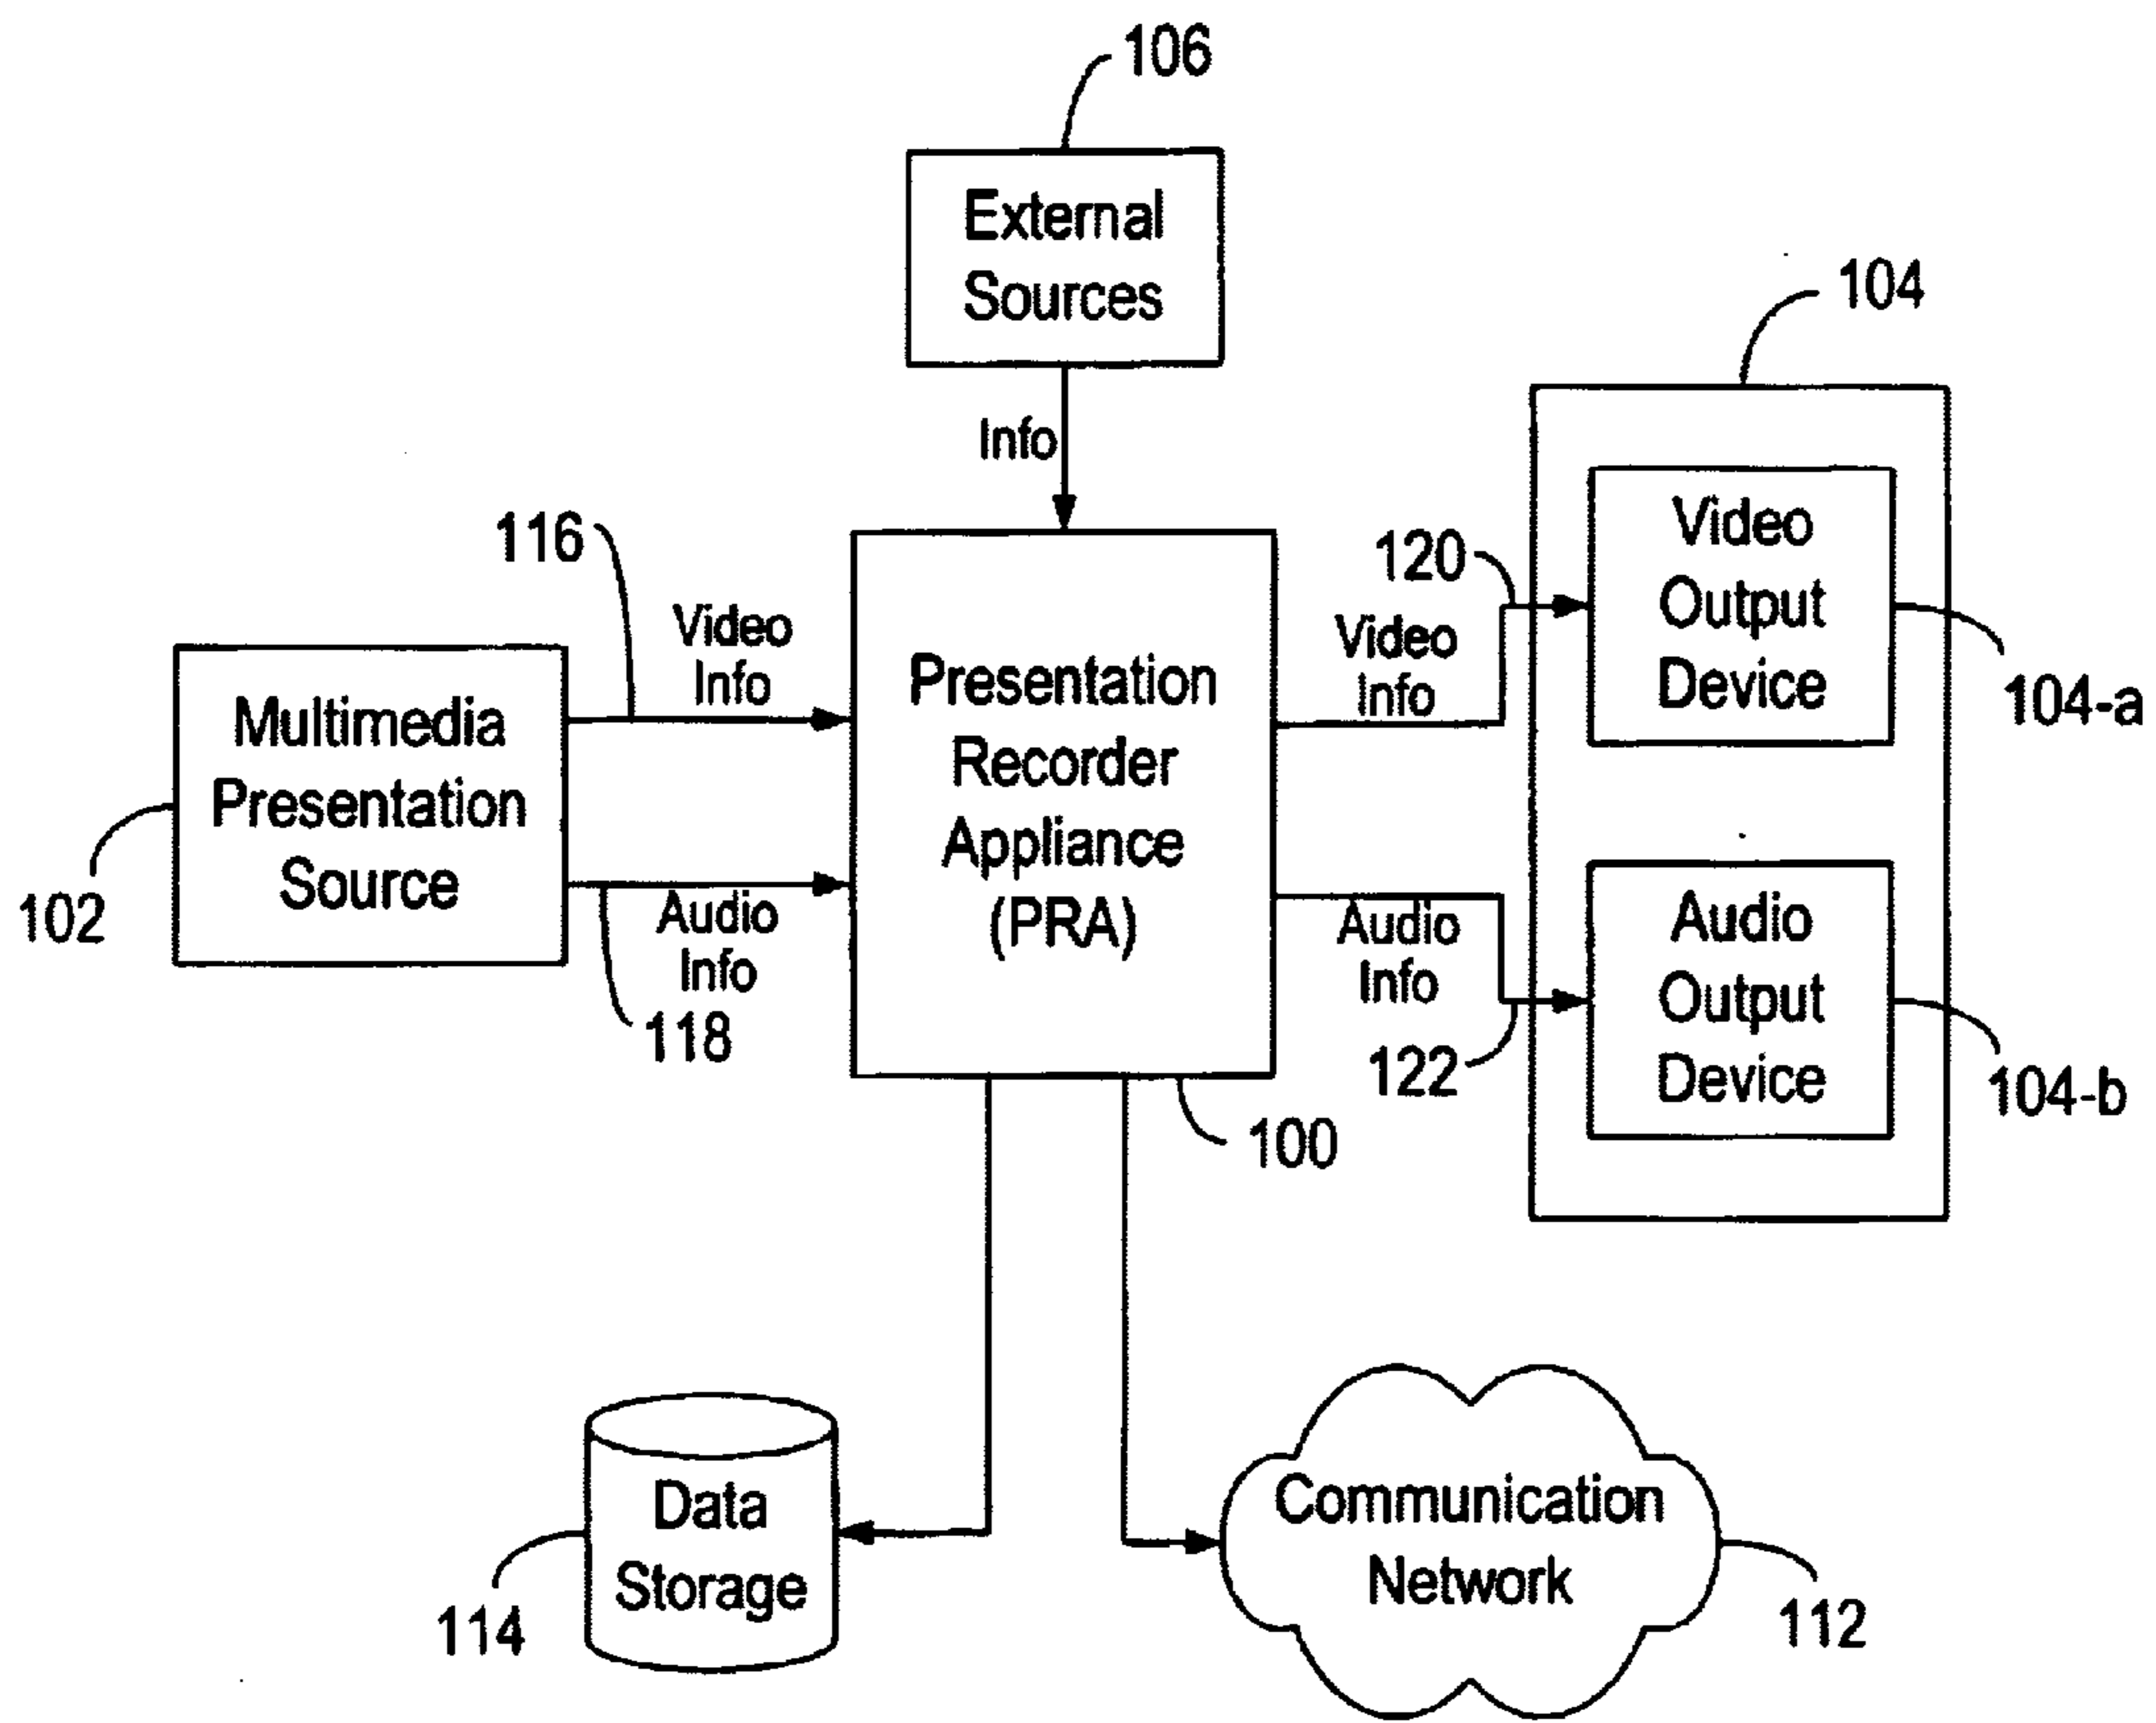 106
External
Sources
Info
104
116
Video
Info
120
Video
Info
Video
Output
Device
104-a
Multimedia
Presentation
Source
102
Presentation
Recorder
Appliance
(PRA)
Audio
Info
118
Audio
Info
122
Audio
Output
Device
104-b
100
Data
Storage
114
Communication
Network
112